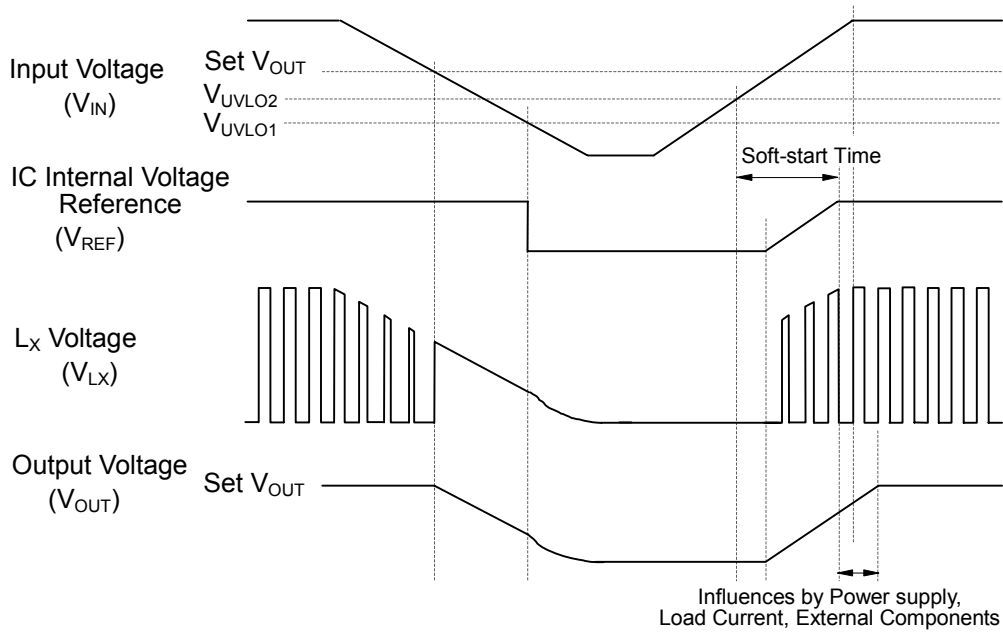 Input Voltage
(VIN)
Set VOUT
VUVLO2
VUVLO1
Soft-start Time
IC Internal Voltage
Reference
(VREF)
LX Voltage
(VLX)
Output Voltage
(VOUT)
Set VOUT
Influences by Power supply,
Load Current, External Components